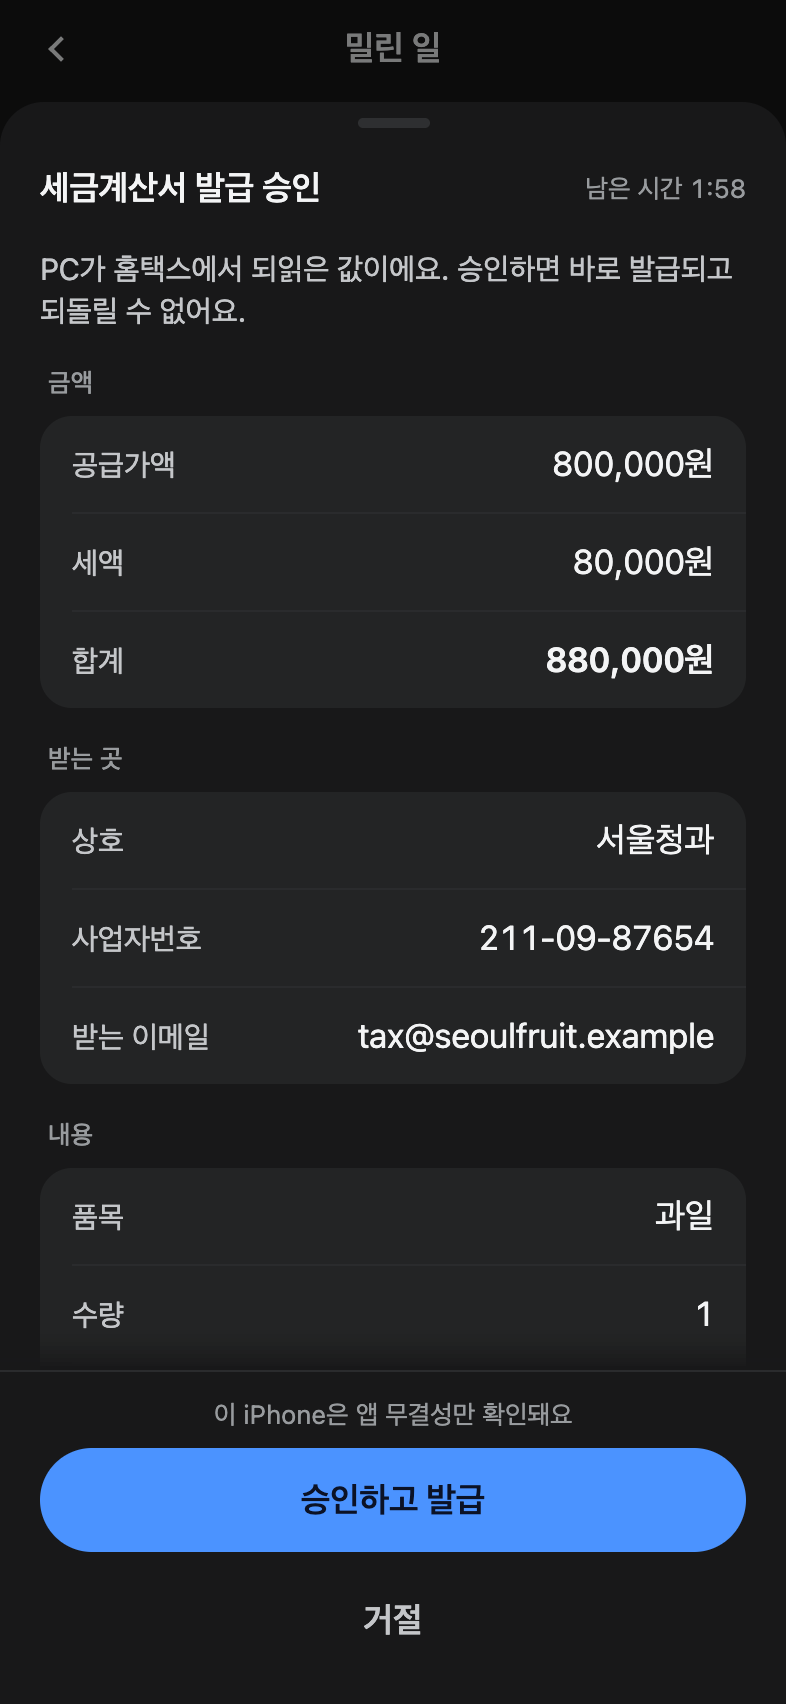 밀린 일
세금계산서 발급 승인
남은 시간 1:58
PC가 홈택스에서 되읽은 값이에요. 승인하면 바로 발급되고
되돌릴 수 없어요.
금액
공급가액 800,000원
세액 80,000원
합계 880,000원
받는 곳
상호 서울청과
사업자번호 211-09-87654
받는 이메일 tax@seoulfruit.example
내용
품목 과일
수량 1
이 iPhone은 앱 무결성만 확인돼요
승인하고 발급
거절